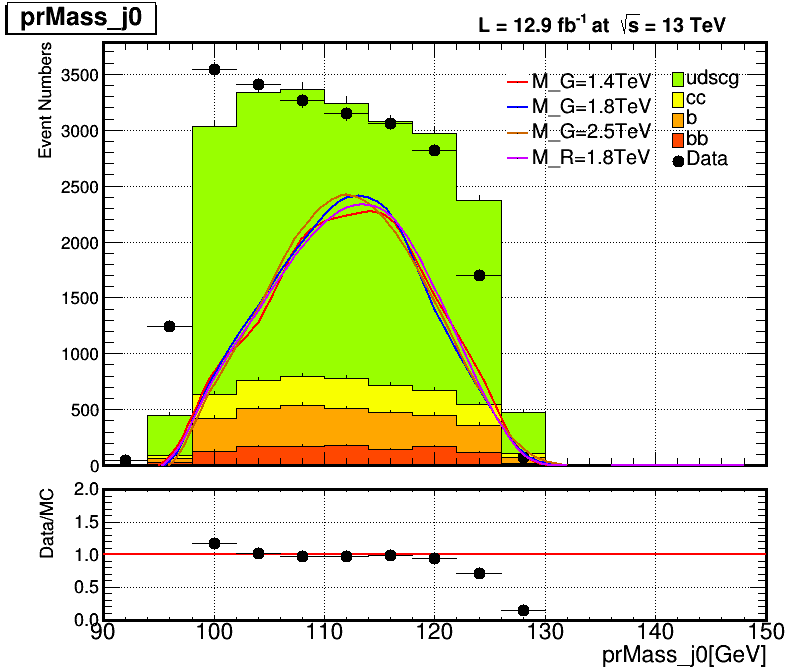 prMass_j0
L = 12.9 fb⁻¹ at √s = 13 TeV
Event Numbers
3500
3000
2500
2000
1500
1000
500
0
M_G=1.4TeV
M_G=1.8TeV
M_G=2.5TeV
M_R=1.8TeV
udscg
cc
b
bb
Data
Data/MC
2.0
1.5
1.0
0.5
0.0
90 100 110 120 130 140 150
prMass_j0[GeV]